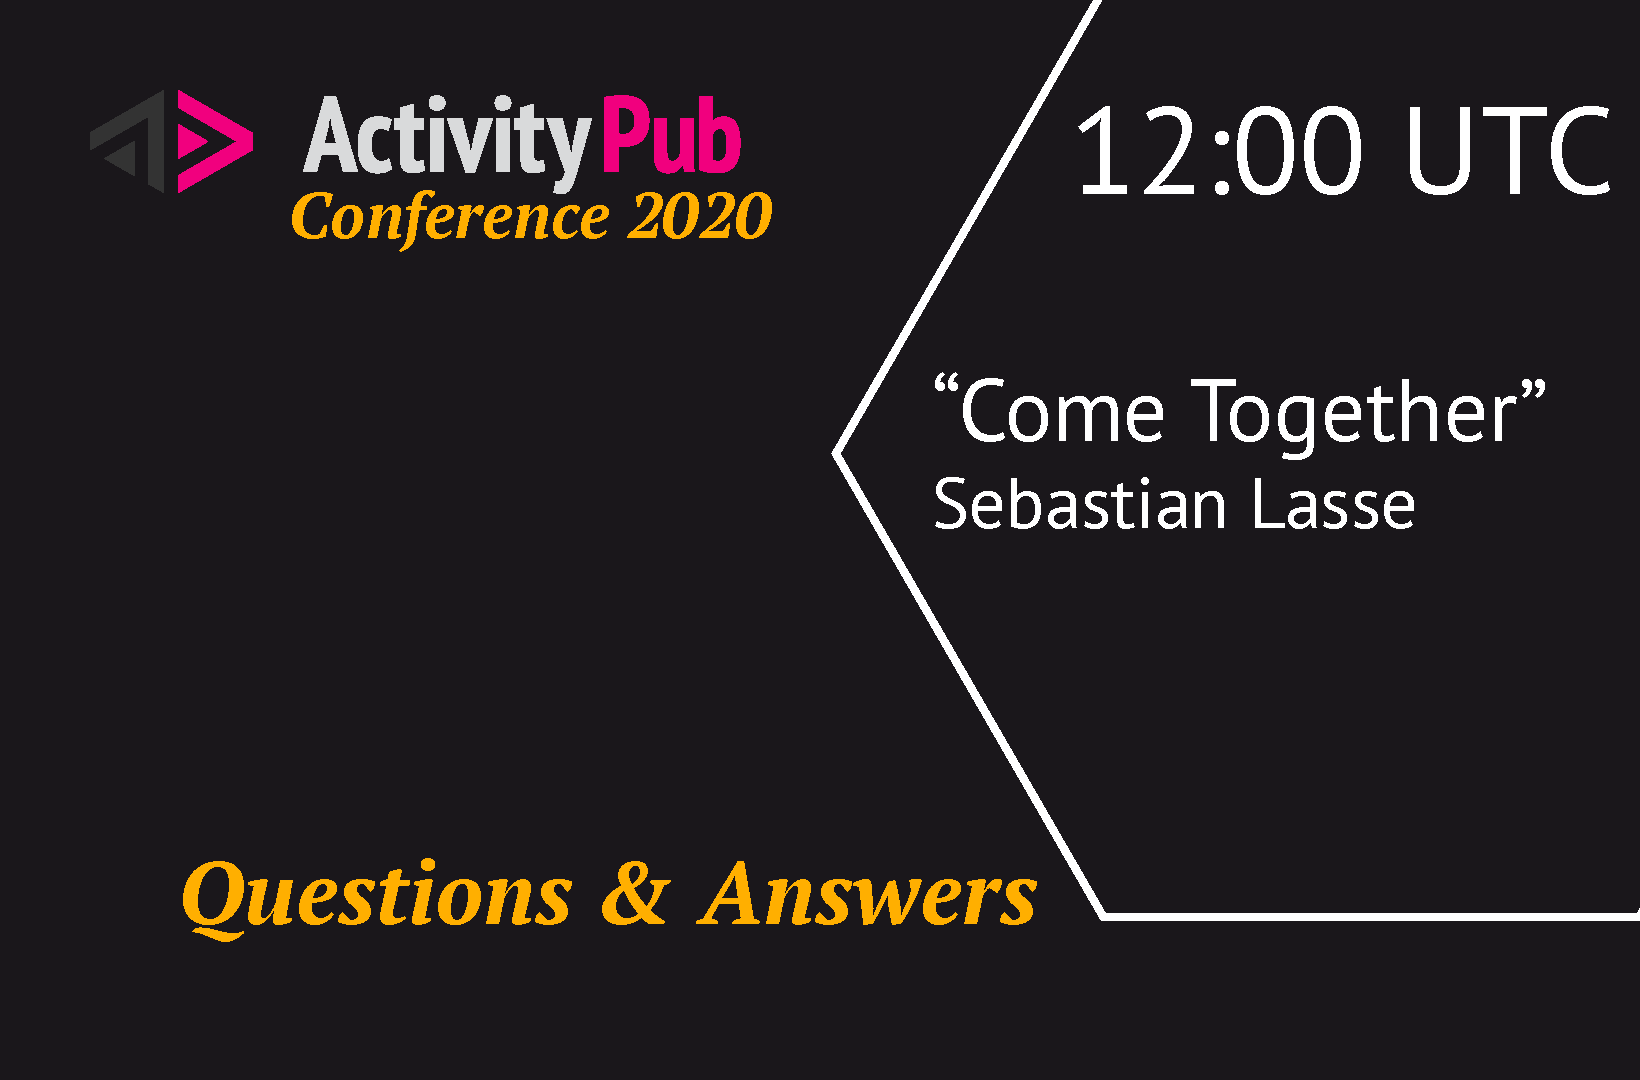 ActivityPub
Conference 2020
12:00 UTC
“Come Together”
Sebastian Lasse
Questions & Answers